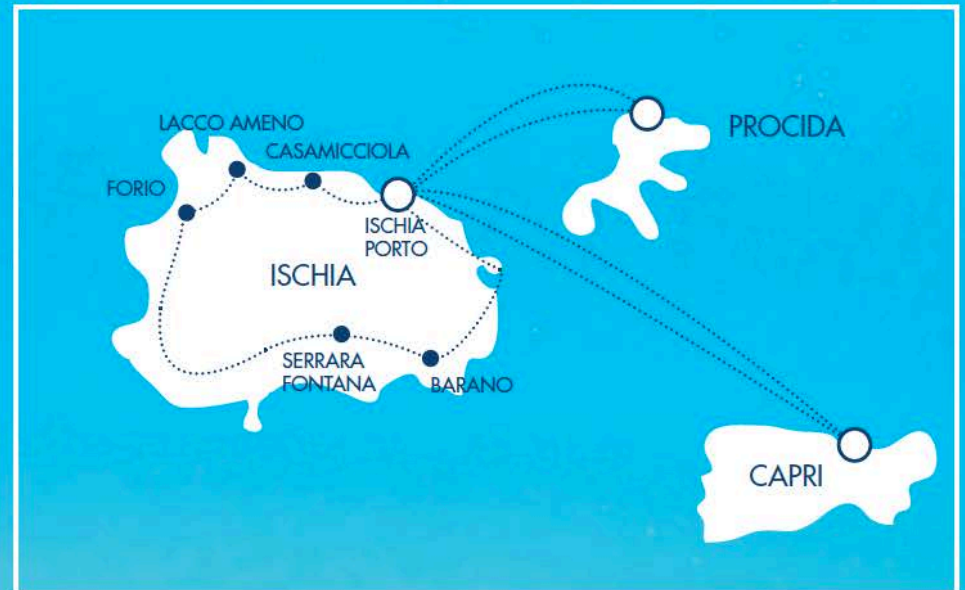 LACCO AMENO
PROCIDA
CASAMICCIOLA
FORIO
ISCHIA
PORTO
ISCHIA
SERRARA
FONTANA
BARANO
CAPRI